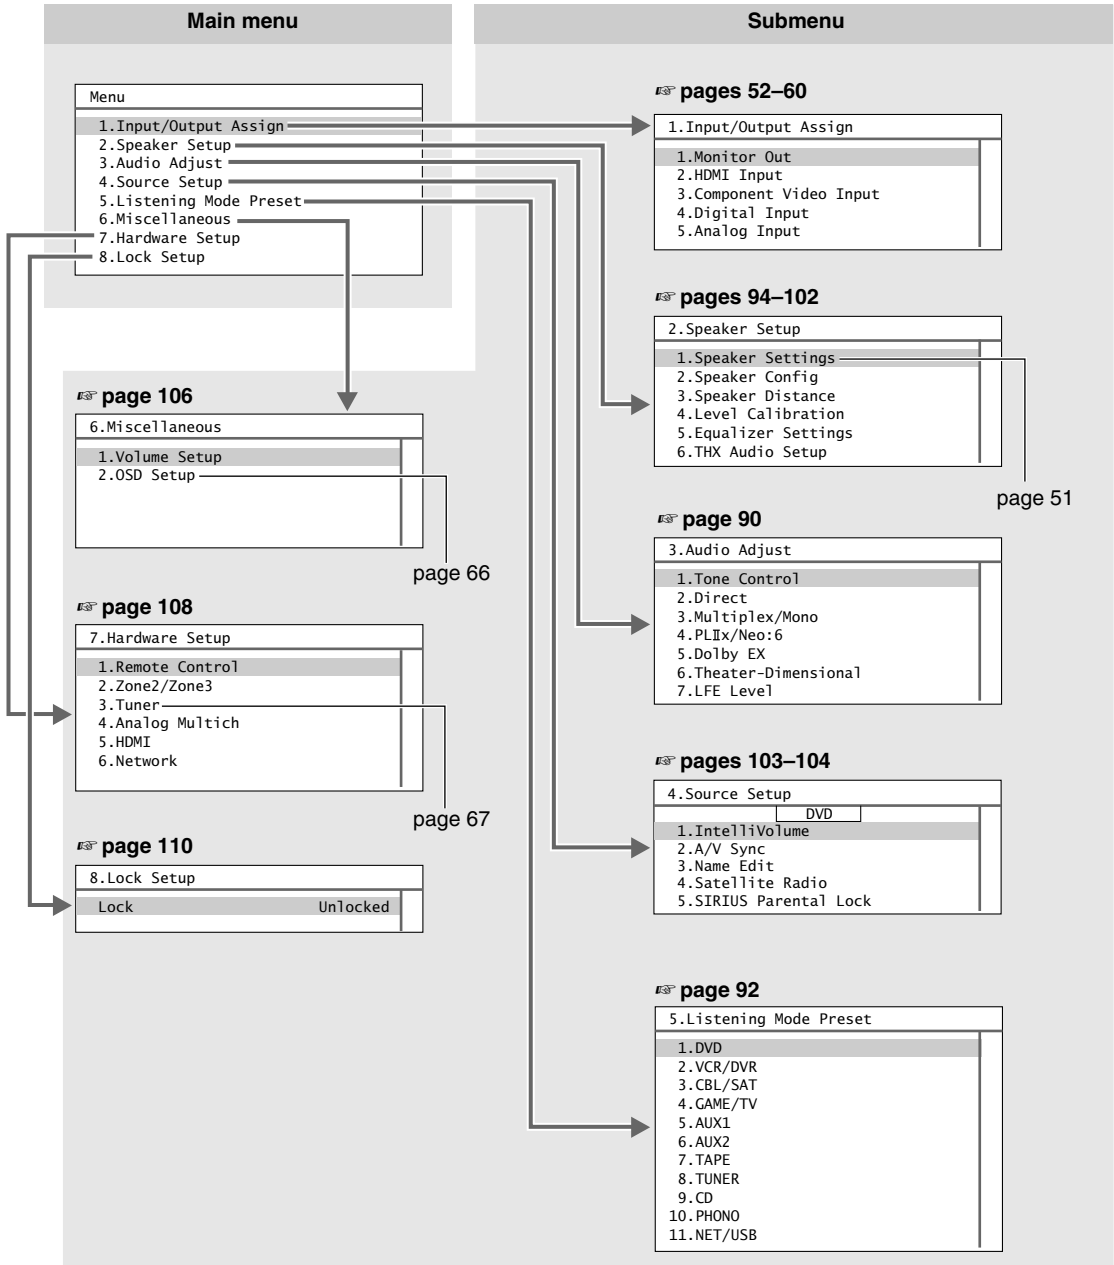 Main menu
Submenu
Menu
1.Input/Output Assign
2.Speaker Setup
3.Audio Adjust
4.Source Setup
5.Listening Mode Preset
6.Miscellaneous
7.Hardware Setup
8.Lock Setup
☞ page 106
6.Miscellaneous
1.Volume Setup
2.OSD Setup
page 66
☞ page 108
7.Hardware Setup
1.Remote Control
2.Zone2/Zone3
3.Tuner
4.Analog Multich
5.HDMI
6.Network
page 67
☞ page 110
8.Lock Setup
Lock Unlocked
☞ pages 52–60
1.Input/Output Assign
1.Monitor Out
2.HDMI Input
3.Component Video Input
4.Digital Input
5.Analog Input
☞ pages 94–102
2.Speaker Setup
1.Speaker Settings
2.Speaker Config
3.Speaker Distance
4.Level Calibration
5.Equalizer Settings
6.THX Audio Setup
page 51
☞ page 90
3.Audio Adjust
1.Tone Control
2.Direct
3.Multiplex/Mono
4.PLⅡx/Neo:6
5.Dolby EX
6.Theater-Dimensional
7.LFE Level
☞ pages 103–104
4.Source Setup
DVD
1.IntelliVolume
2.A/V Sync
3.Name Edit
4.Satellite Radio
5.SIRIUS Parental Lock
☞ page 92
5.Listening Mode Preset
1.DVD
2.VCR/DVR
3.CBL/SAT
4.GAME/TV
5.AUX1
6.AUX2
7.TAPE
8.TUNER
9.CD
10.PHONO
11.NET/USB